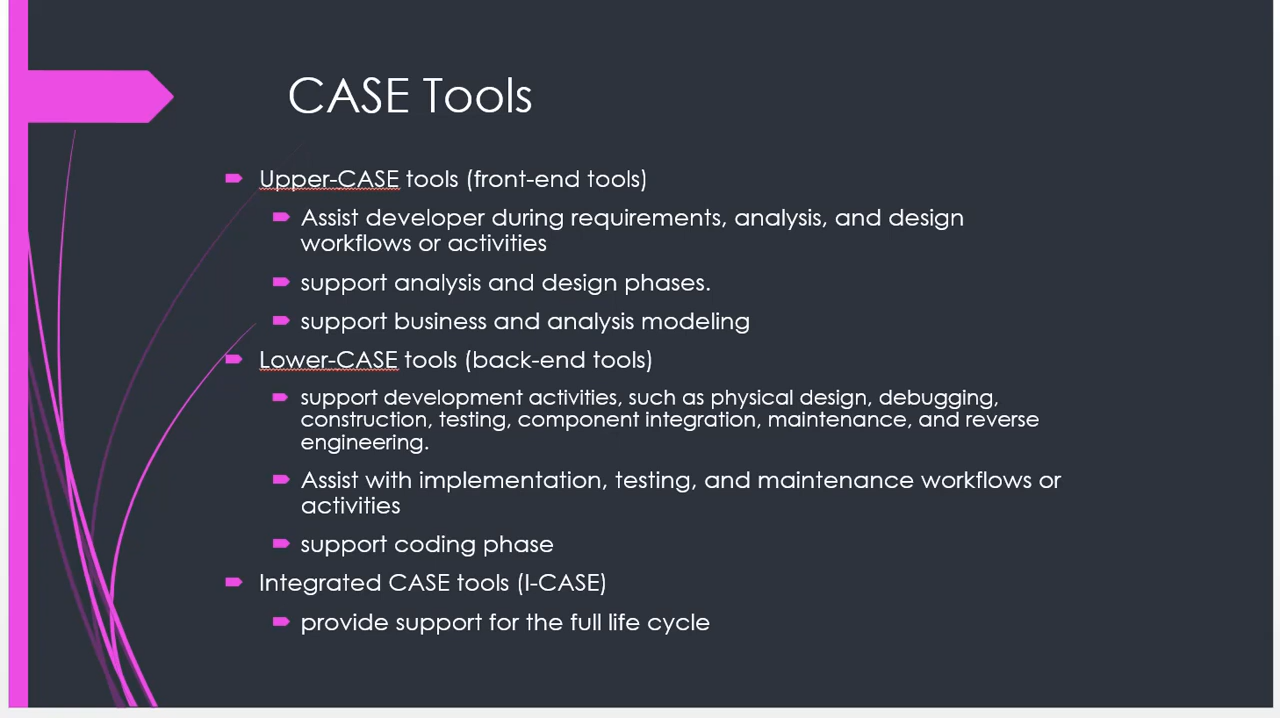 CASE Tools
Upper-CASE tools (front-end tools)
Assist developer during requirements, analysis, and design
workflows or activities
support analysis and design phases.
support business and analysis modeling
Lower-CASE tools (back-end tools)
support development activities, such as physical design, debugging,
construction, testing, component integration, maintenance, and reverse
engineering.
Assist with implementation, testing, and maintenance workflows or
activities
support coding phase
Integrated CASE tools (I-CASE)
provide support for the full life cycle